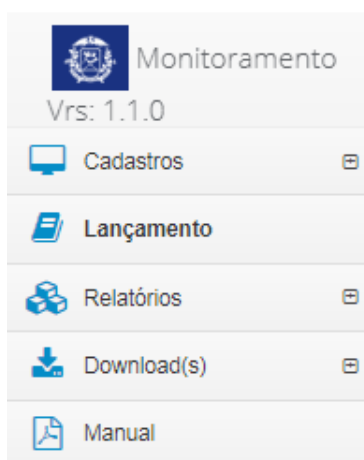 Monitoramento
Vrs: 1.1.0
Cadastros
Lançamento
Relatórios
Download(s)
Manual